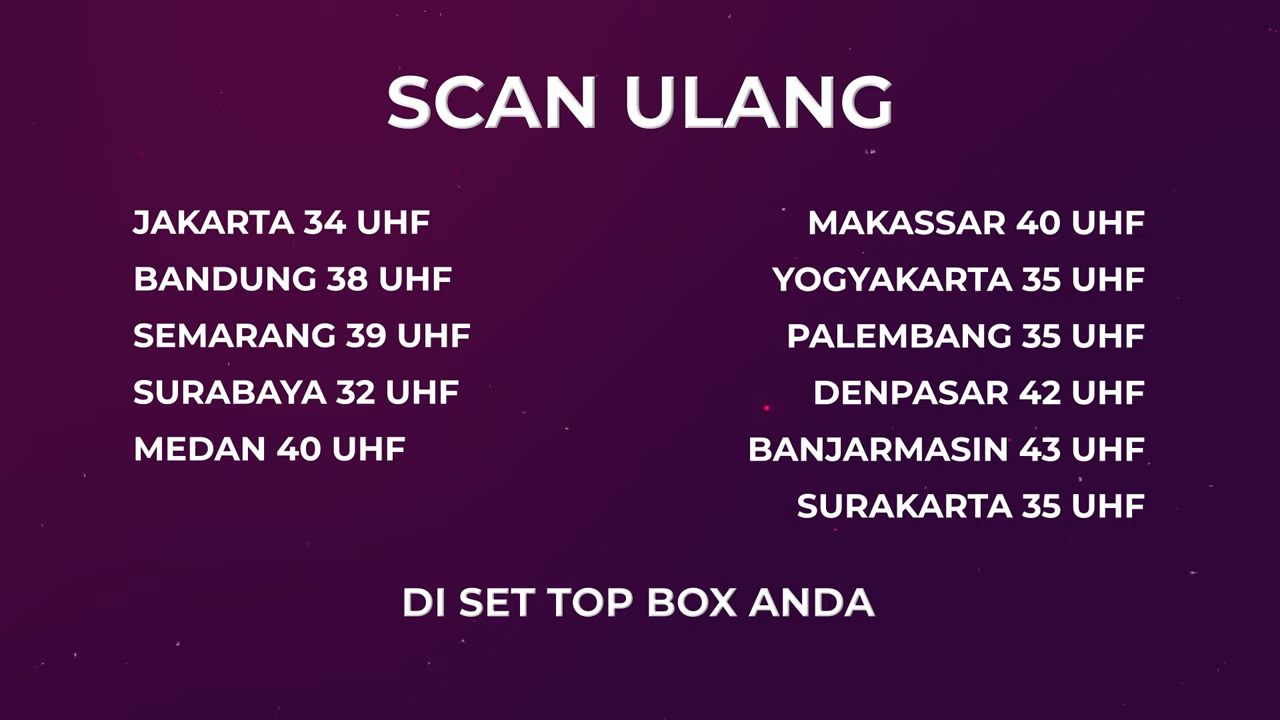 SCAN ULANG
JAKARTA 34 UHF
BANDUNG 38 UHF
SEMARANG 39 UHF
SURABAYA 32 UHF
MEDAN 40 UHF
MAKASSAR 40 UHF
YOGYAKARTA 35 UHF
PALEMBANG 35 UHF
DENPASAR 42 UHF
BANJARMASIN 43 UHF
SURAKARTA 35 UHF
DI SET TOP BOX ANDA